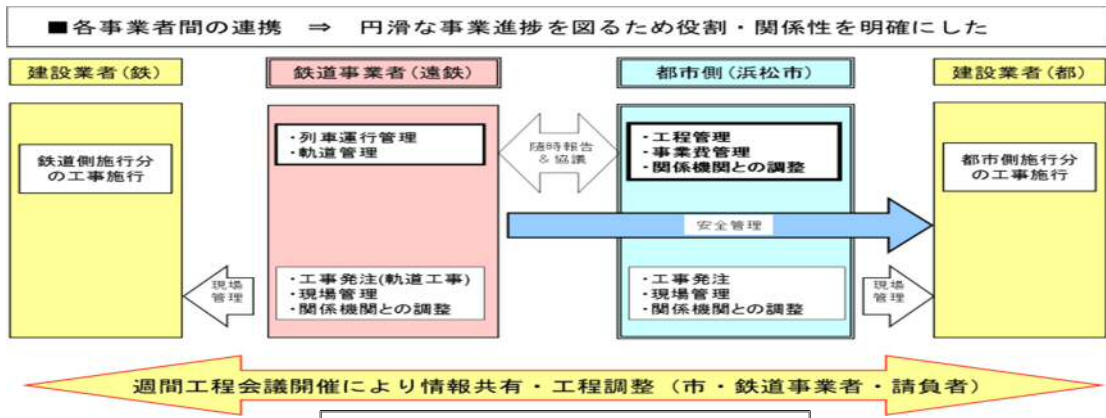 ■各事業者間の連携 ⇒ 円滑な事業進捗を図るため役割・関係性を明確にした
建設業者(鉄)
鉄道事業者(遠鉄)
都市側(浜松市)
建設業者(都)
鉄道側施行分
の工事施行
・列車運行管理
・軌道管理
随時報告
&協議
・工程管理
・事業費管理
・関係機関との調整
都市側施行分
の工事施行
安全管理
現場
管理
・工事発注(軌道工事)
・現場管理
・関係機関との調整
・工事発注
・現場管理
・関係機関との調整
現場
管理
週間工程会議開催により情報共有・工程調整(市・鉄道事業者・請負者)